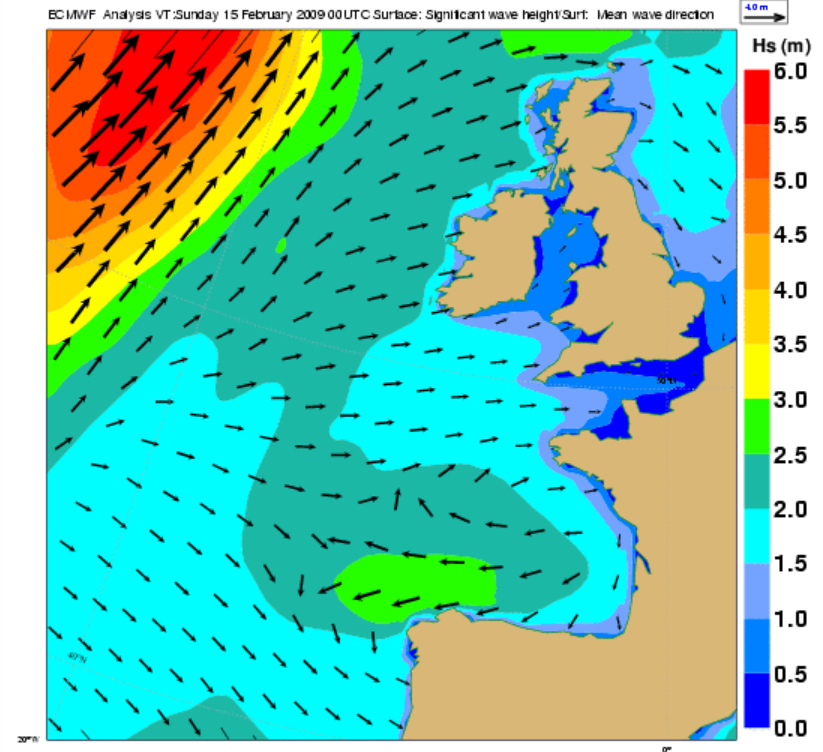 ECMWF Analysis VT:Sunday 15 February 2009 00UTC Surface: Significant wave height/Surf: Mean wave direction
4.0 m
Hs (m)
6.0
5.5
5.0
4.5
4.0
3.5
3.0
2.5
2.0
1.5
1.0
0.5
0.0
50°N
40°N
20°W
0°